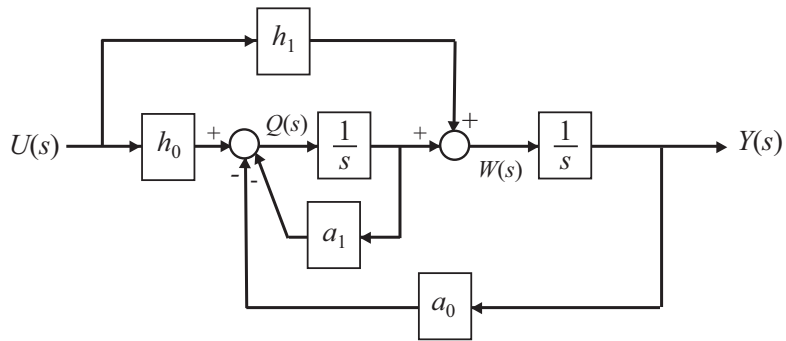 h₁
U(s)
h₀
+
Q(s)
1/s
+
+
W(s)
1/s
Y(s)
-
-
a₁
a₀